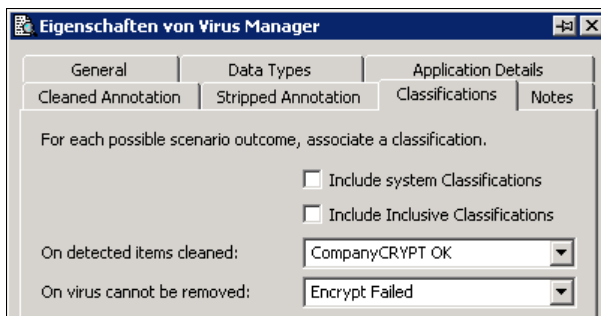 Eigenschaften von Virus Manager
General Data Types Application Details
Cleaned Annotation Stripped Annotation Classifications Notes
For each possible scenario outcome, associate a classification.
Include system Classifications
Include Inclusive Classifications
On detected items cleaned: CompanyCRYPT OK
On virus cannot be removed: Encrypt Failed